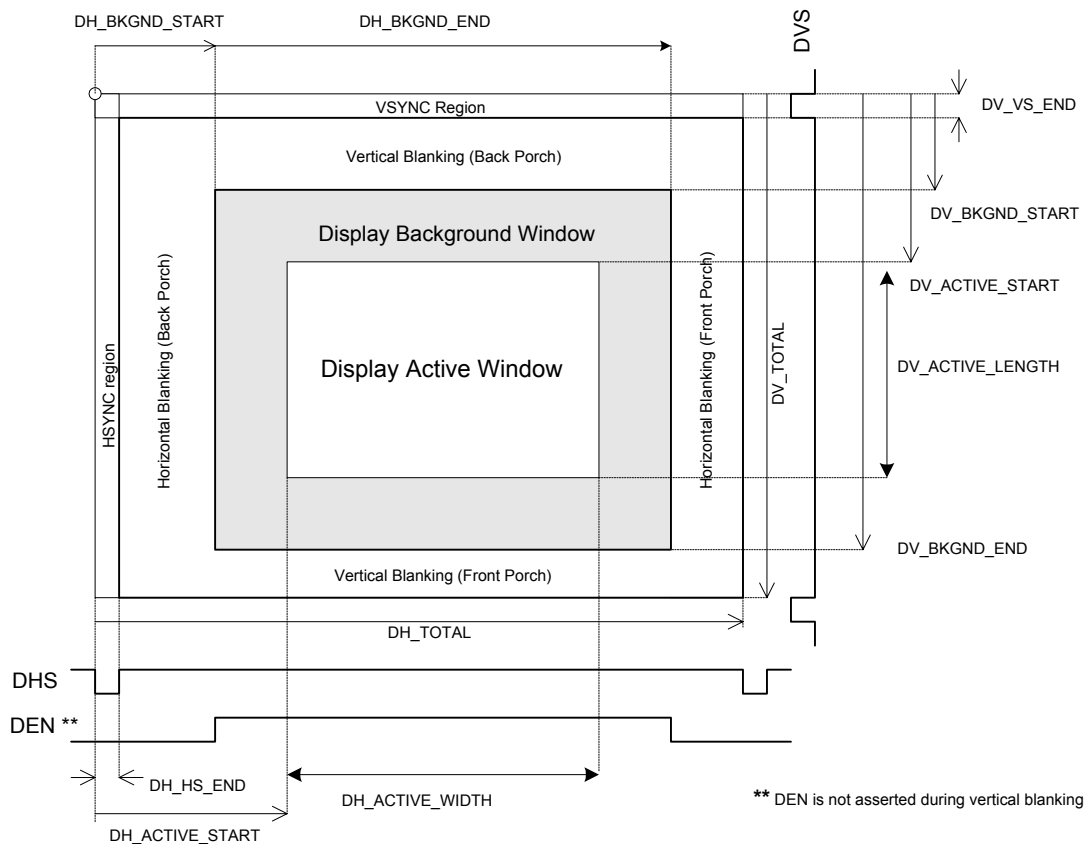 DH_BKGND_START
DH_BKGND_END
DVS
VSYNC Region
DV_VS_END
Vertical Blanking (Back Porch)
DV_BKGND_START
Display Background Window
DV_ACTIVE_START
HSYNC region
Horizontal Blanking (Back Porch)
Display Active Window
Horizontal Blanking (Front Porch)
DV_TOTAL
DV_ACTIVE_LENGTH
DV_BKGND_END
Vertical Blanking (Front Porch)
DH_TOTAL
DHS
DEN **
DH_HS_END
DH_ACTIVE_WIDTH
** DEN is not asserted during vertical blanking
DH_ACTIVE_START